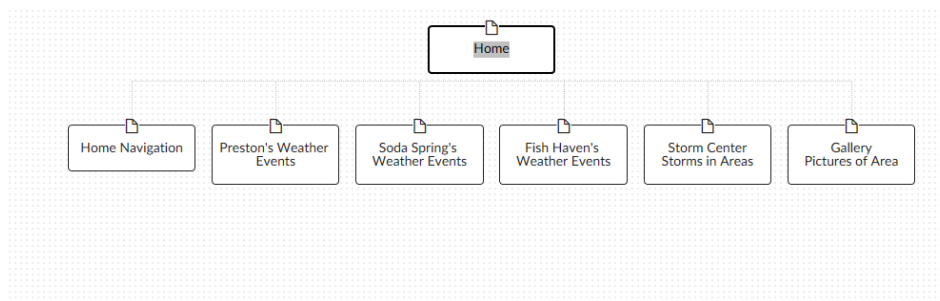 Home
Home Navigation
Preston's Weather
Events
Soda Spring's
Weather Events
Fish Haven's
Weather Events
Storm Center
Storms in Areas
Gallery
Pictures of Area